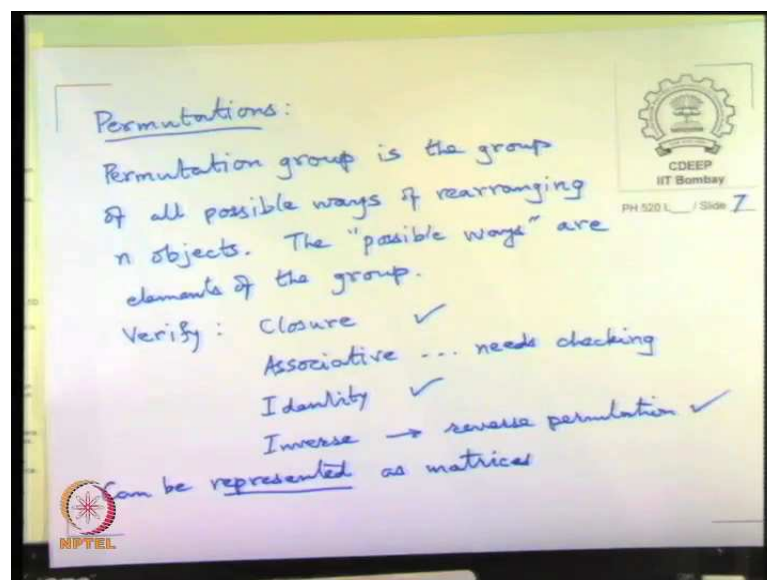 Permutations:
Permutation group is the group
of all possible ways of rearranging
n objects. The "possible ways" are
elements of the group.
Verify : Closure ✓
Associative ... needs checking
Identity ✓
Inverse → reverse permutation ✓
Can be represented as matrices
CDEEP
IIT Bombay
PH 520 L / Slide 7
NPTEL